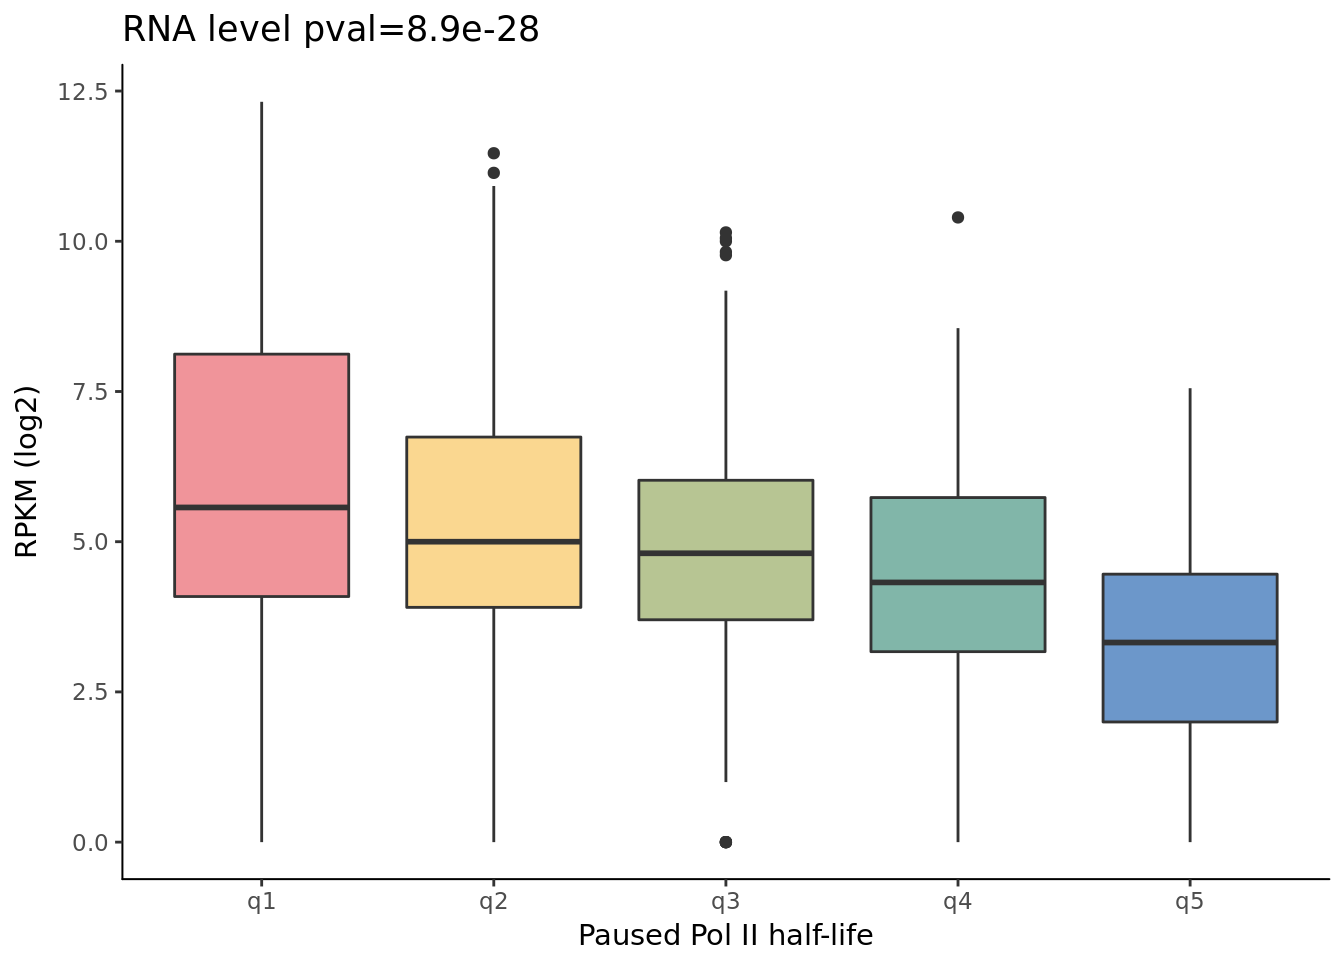 RNA level pval=8.9e-28
12.5
10.0
7.5
5.0
2.5
0.0
RPKM (log2)
q1 q2 q3 q4 q5
Paused Pol II half-life